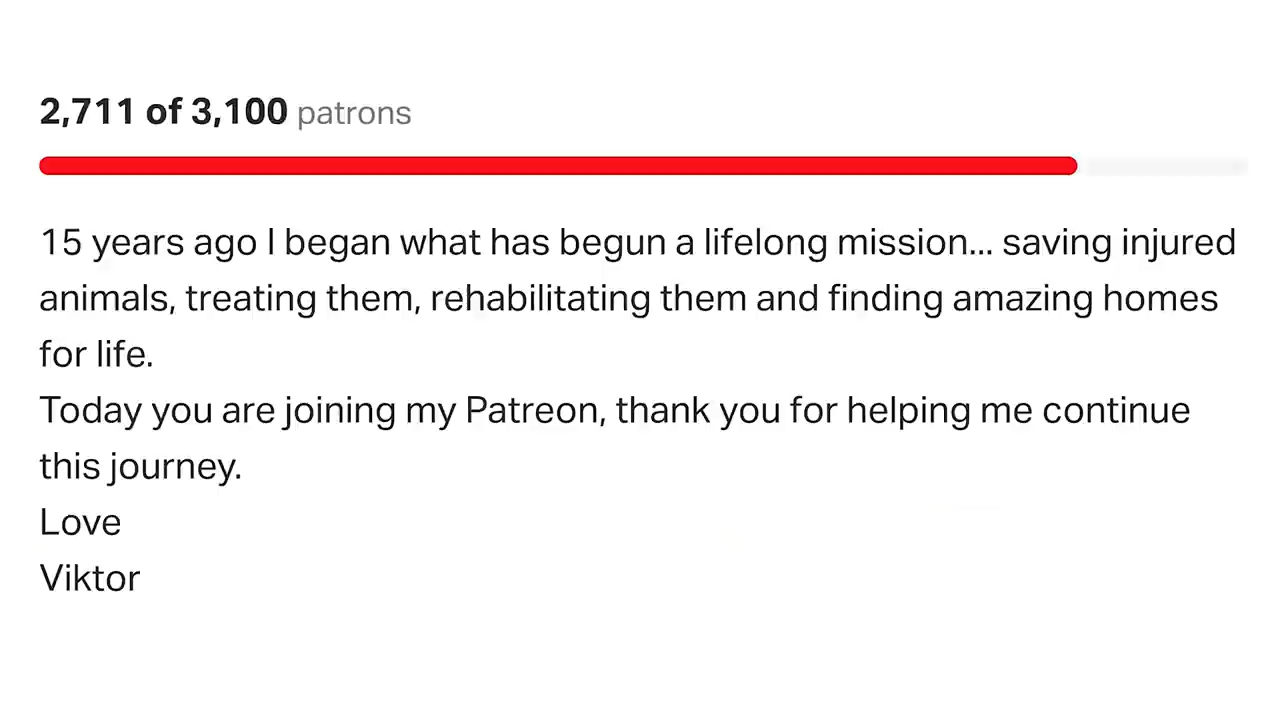 2,711 of 3,100 patrons
15 years ago I began what has begun a lifelong mission... saving injured
animals, treating them, rehabilitating them and finding amazing homes
for life.
Today you are joining my Patreon, thank you for helping me continue
this journey.
Love
Viktor